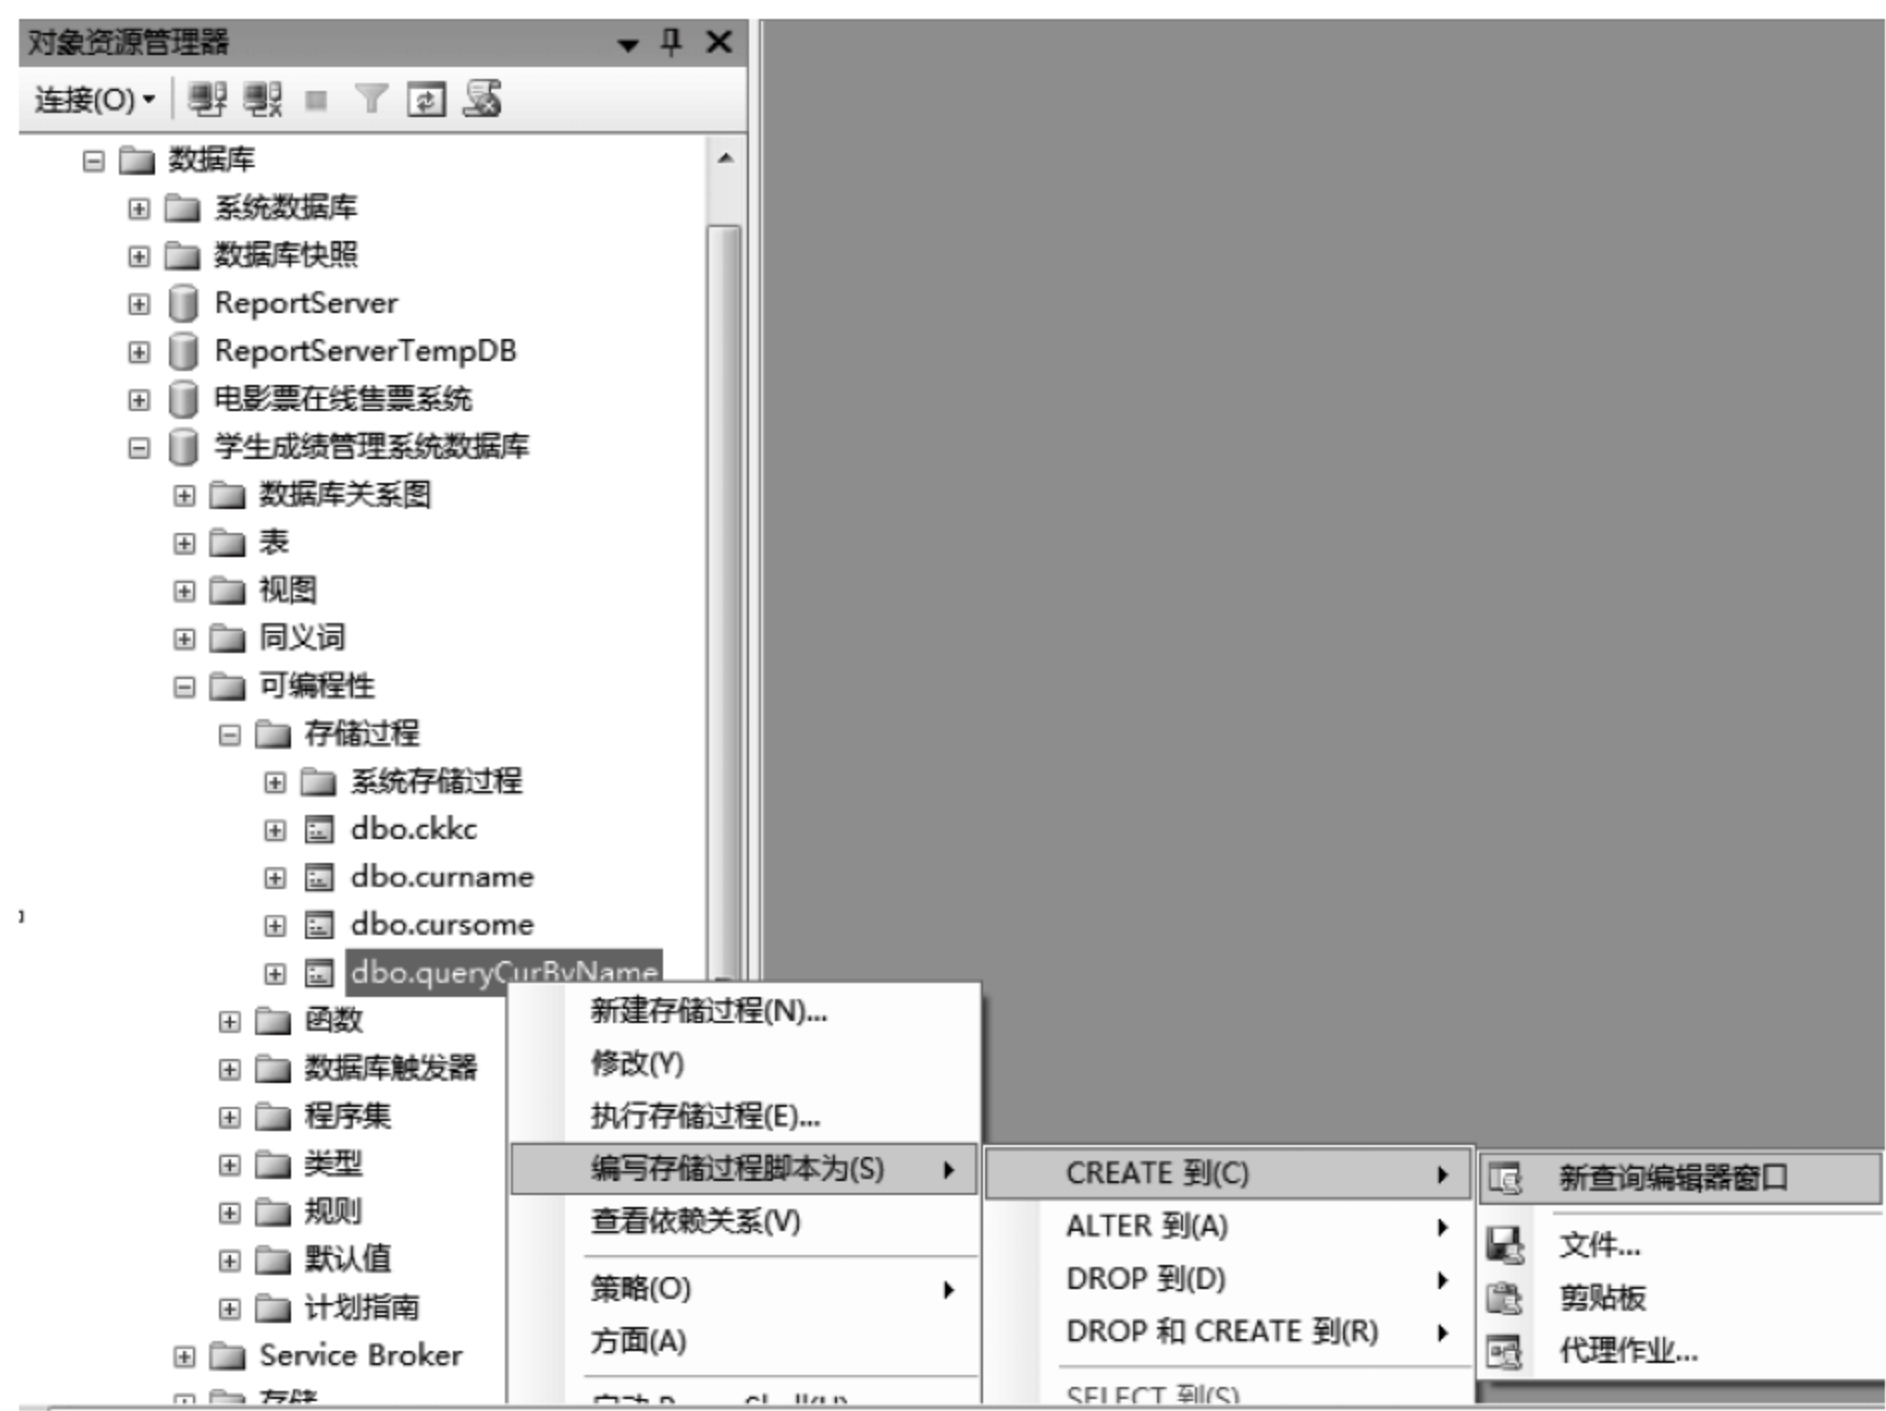 对象资源管理器
连接(O)
数据库
系统数据库
数据库快照
ReportServer
ReportServerTempDB
电影票在线售票系统
学生成绩管理系统数据库
数据库关系图
表
视图
同义词
可编程性
存储过程
系统存储过程
dbo.ckkc
dbo.curname
dbo.cursome
dbo.queryCurByName
函数
数据库触发器
程序集
类型
规则
默认值
计划指南
Service Broker
存储
新建存储过程(N)...
修改(Y)
执行存储过程(E)...
编写存储过程脚本为(S)
查看依赖关系(V)
策略(O)
方面(A)
CREATE 到(C)
ALTER 到(A)
DROP 到(D)
DROP 和 CREATE 到(R)
SELECT 到(S)
新查询编辑器窗口
文件...
剪贴板
代理作业...